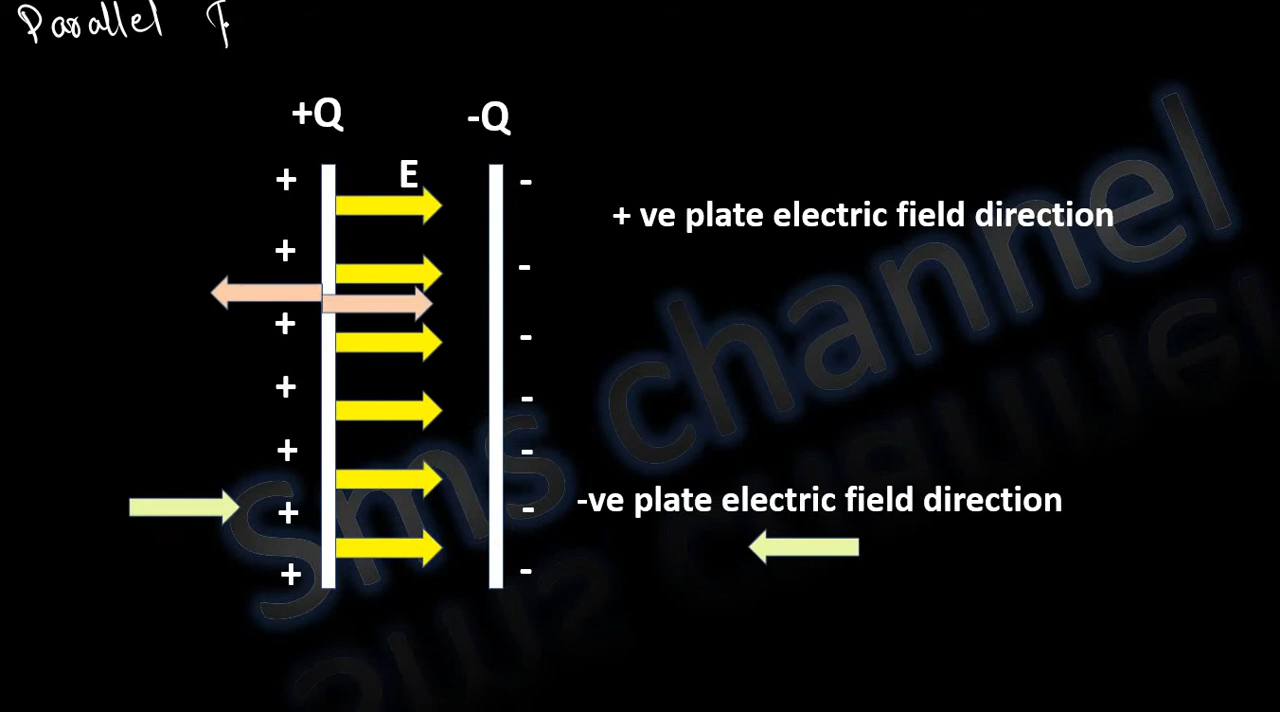 Parallel
+Q -Q
E
+ -
+ ve plate electric field direction
+ -
+ -
+ -
+ -
-ve plate electric field direction
+ -
+ -
Sms channel